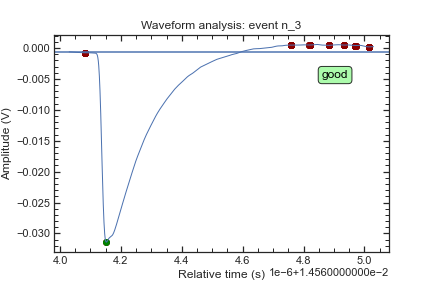 Waveform analysis: event n_3
0.000
−0.005
−0.010
−0.015
−0.020
−0.025
−0.030
Amplitude (V)
good
4.0
4.2
4.4
4.6
4.8
5.0
Relative time (s)
1e−6+1.4560000000e−2